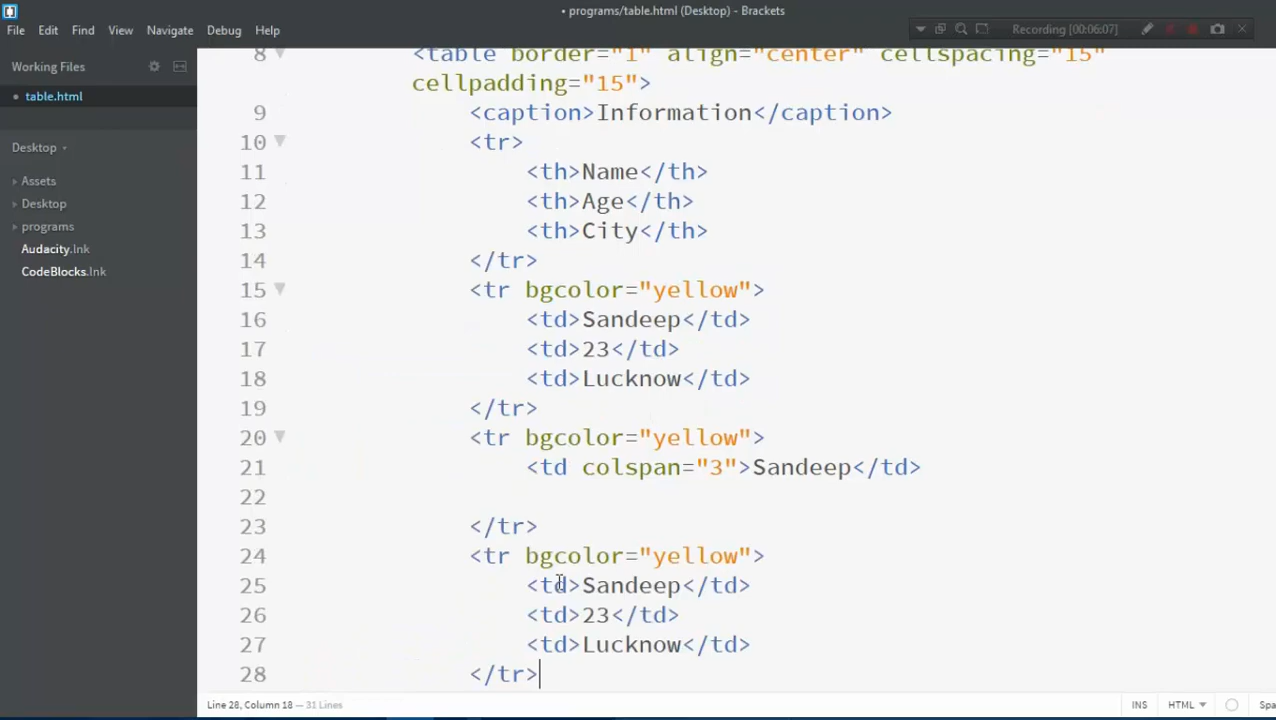 • programs/table.html (Desktop) - Brackets
File Edit Find View Navigate Debug Help
Recording [00:06:07]
Working Files
• table.html
Desktop
Assets
Desktop
programs
Audacity.lnk
CodeBlocks.lnk
8 <table border="1" align="center" cellspacing="15"
cellpadding="15">
9 <caption>Information</caption>
10 <tr>
11 <th>Name</th>
12 <th>Age</th>
13 <th>City</th>
14 </tr>
15 <tr bgcolor="yellow">
16 <td>Sandeep</td>
17 <td>23</td>
18 <td>Lucknow</td>
19 </tr>
20 <tr bgcolor="yellow">
21 <td colspan="3">Sandeep</td>
22
23 </tr>
24 <tr bgcolor="yellow">
25 <td>Sandeep</td>
26 <td>23</td>
27 <td>Lucknow</td>
28 </tr>
Line 28, Column 18 — 31 Lines
INS HTML Spa